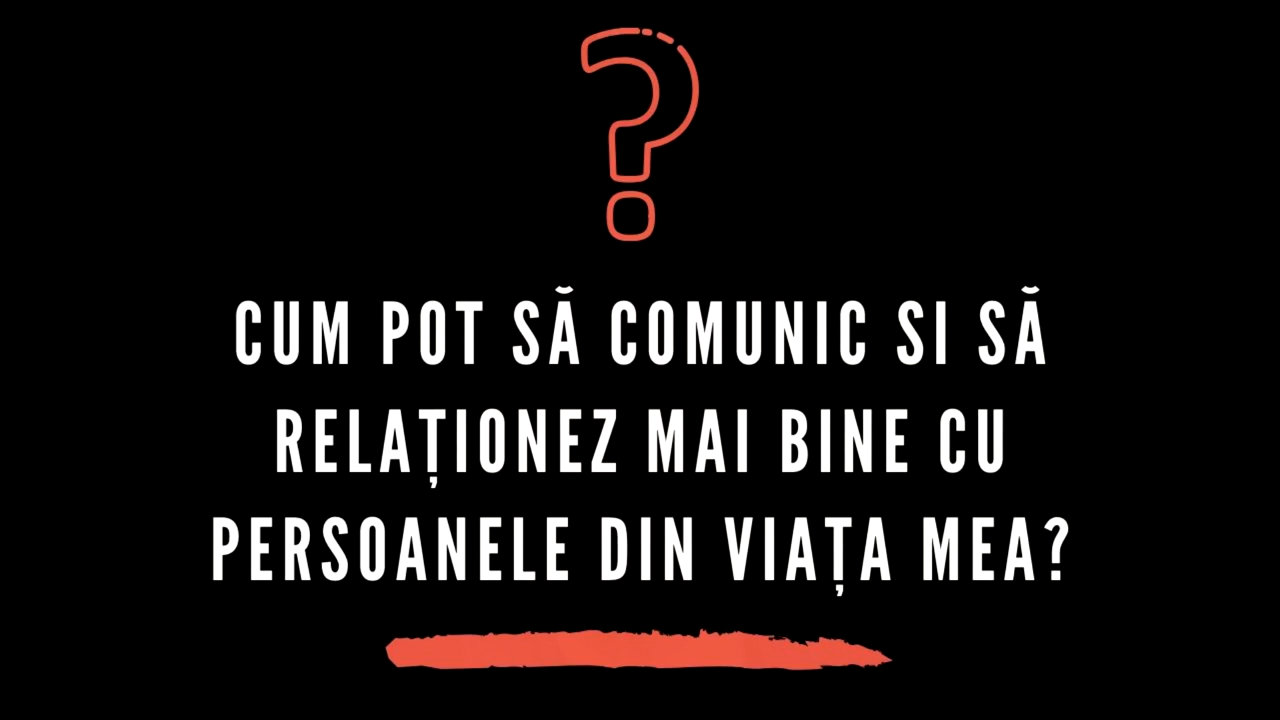 ?
CUM POT SĂ COMUNIC SI SĂ
RELAȚIONEZ MAI BINE CU
PERSOANELE DIN VIAȚA MEA?